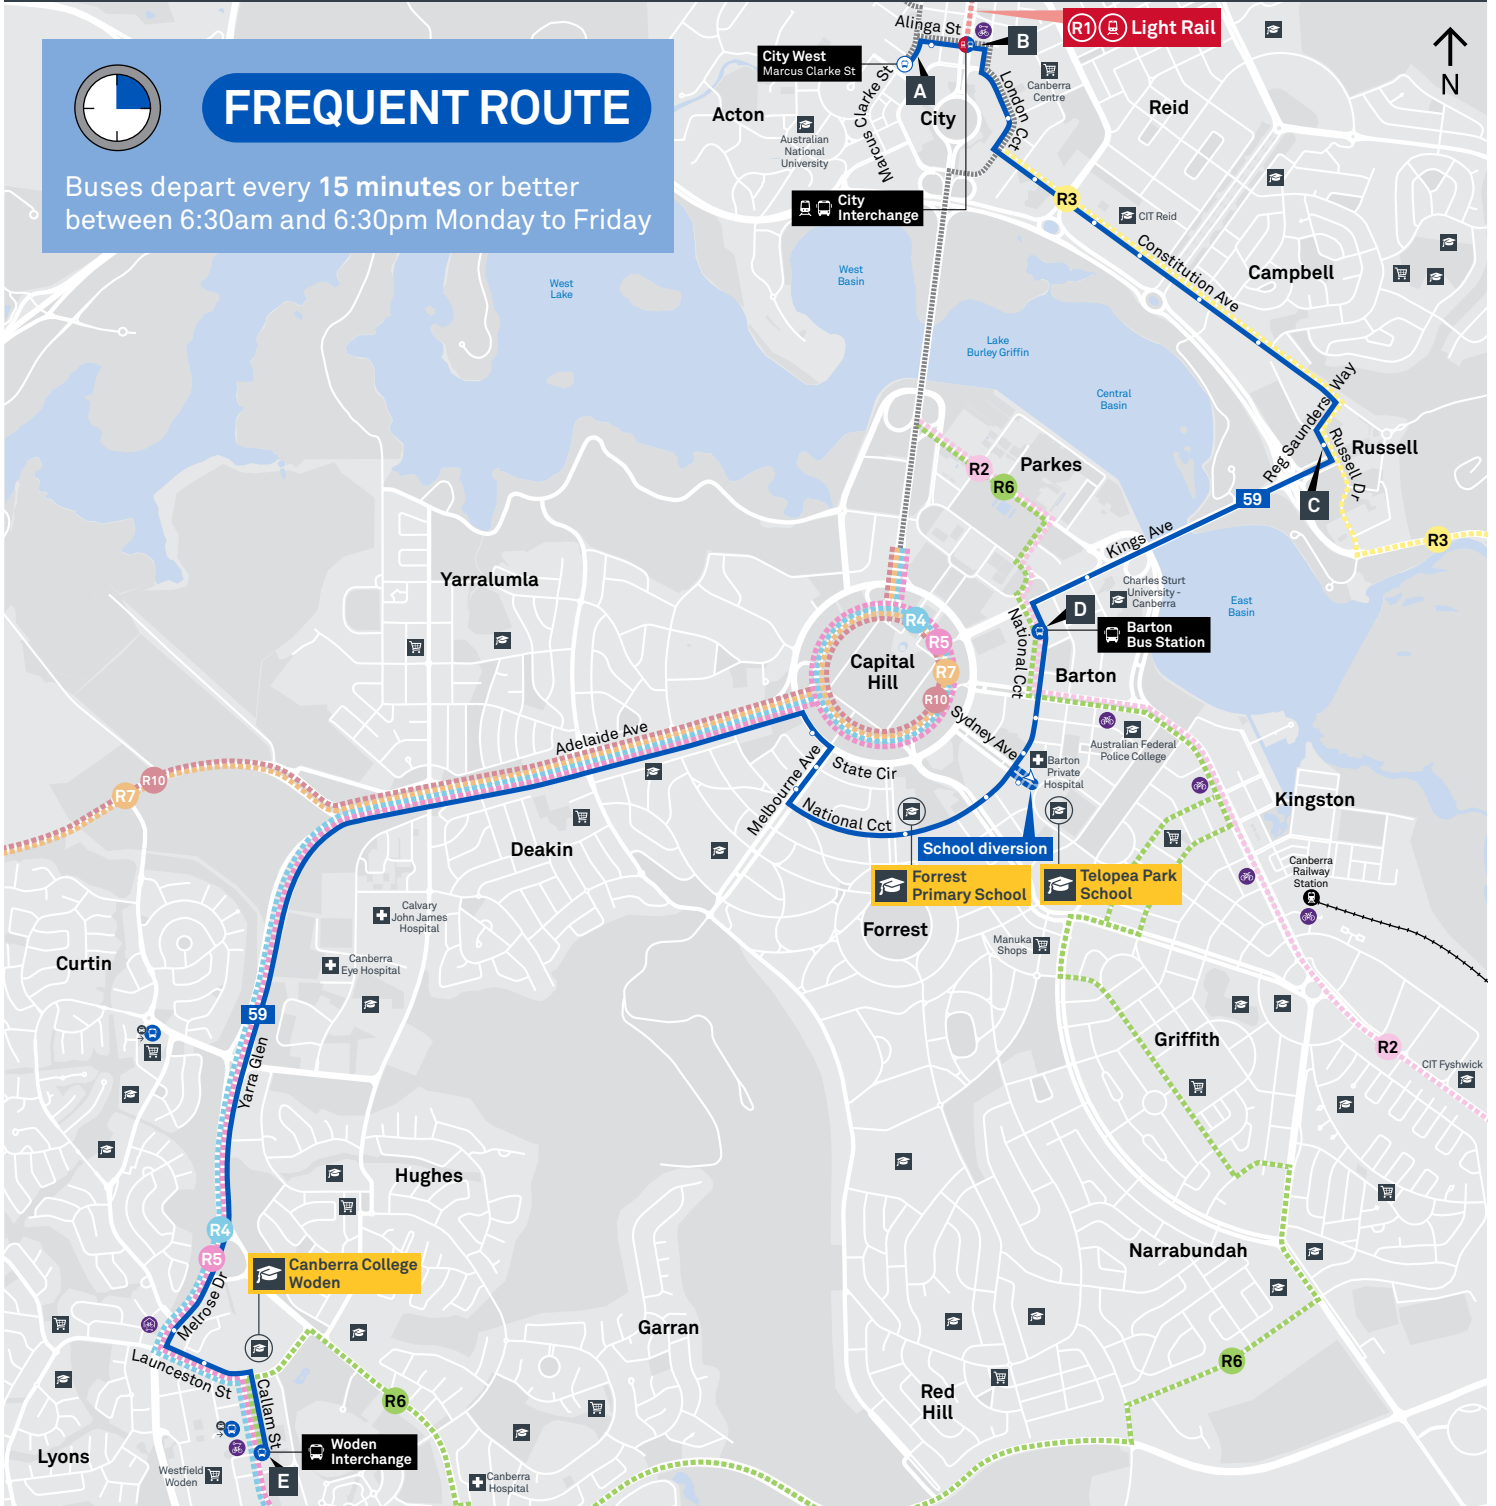 Alinga St
R1
Light Rail
B
N
City West
Marcus Clarke St
A
London Cct
Canberra
Centre
Reid
Acton
City
Marcus Clarke St
Australian
National
University
FREQUENT ROUTE
Buses depart every 15 minutes or better
between 6:30am and 6:30pm Monday to Friday
City
Interchange
R3
CIT Reid
Constitution Ave
Campbell
West
Lake
West
Basin
Lake
Burley Griffin
Central
Basin
Reg Saunders Way
Russell Dr
Russell
R2
R6
Parkes
59
C
R3
Kings Ave
Yarralumla
Charles Sturt
University -
Canberra
East
Basin
National Cct
D
Barton
Bus Station
R4
R5
R7
R10
Capital
Hill
Barton
Sydney Ave
Adelaide Ave
Australian Federal
Police College
State Cir
Melbourne Ave
Barton
Private
Hospital
R10
R7
Kingston
National Cct
Deakin
School diversion
Forrest
Primary School
Telopea Park
School
Canberra
Railway
Station
Calvary
John James
Hospital
Forrest
Manuka
Shops
Curtin
Canberra
Eye Hospital
59
Yarra Glen
Griffith
R2
CIT Fyshwick
Hughes
R4
R5
Canberra College
Woden
Narrabundah
Melrose Dr
Garran
Launceston St
Callam St
R6
R6
Red
Hill
Lyons
Woden
Interchange
Westfield
Woden
E
Canberra
Hospital